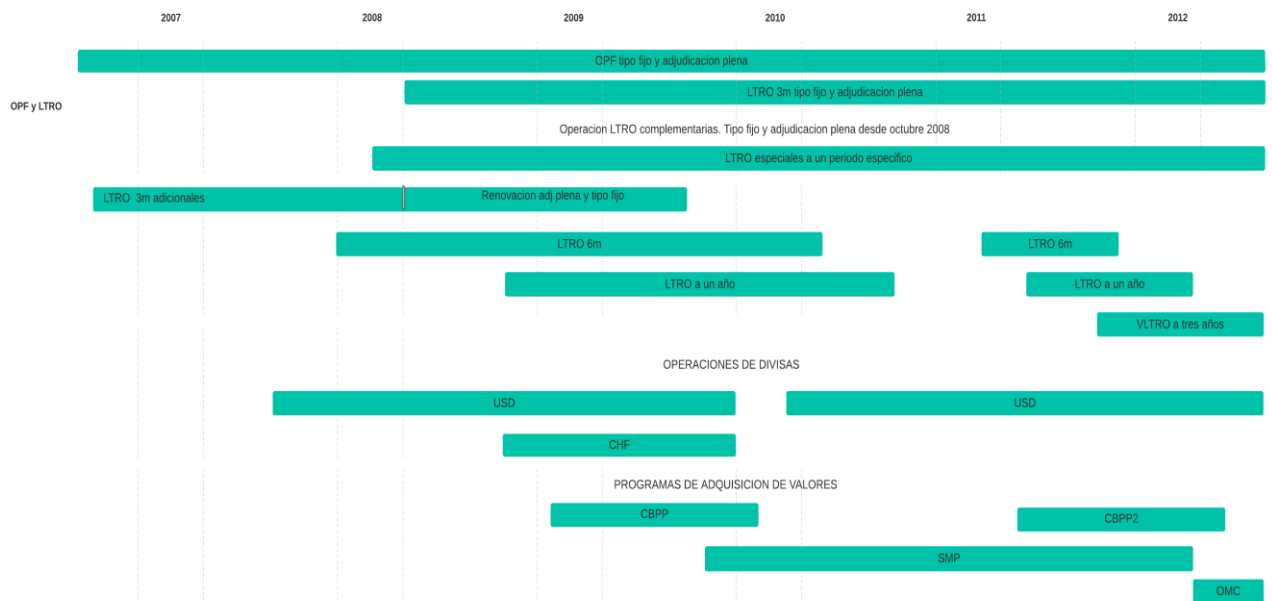 2007 2008 2009 2010 2011 2012
OPF tipo fijo y adjudicacion plena
LTRO 3m tipo fijo y adjudicacion plena
OPF y LTRO
Operacion LTRO complementarias. Tipo fijo y adjudicacion plena desde octubre 2008
LTRO especiales a un periodo especifico
LTRO 3m adicionales Renovacion adj plena y tipo fijo
LTRO 6m LTRO 6m
LTRO a un año LTRO a un año
VLTRO a tres años
OPERACIONES DE DIVISAS
USD USD
CHF
PROGRAMAS DE ADQUISICION DE VALORES
CBPP CBPP2
SMP
OMC